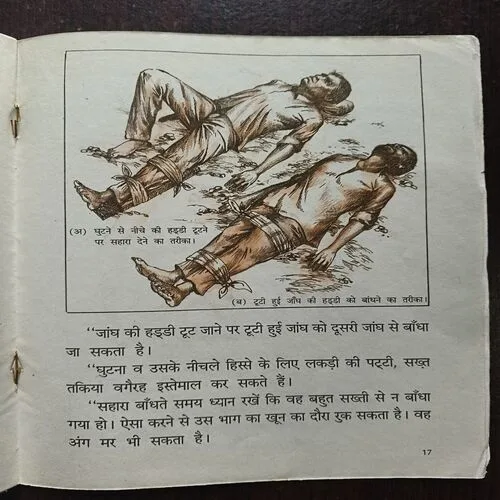 (अ) घुटने से नीचे की हड्डी टूटने
पर सहारा देने का तरीका।
(ब) टूटी हुई जाँघ की हड्डी को बांधने का तरीका।
“जांघ की हड्डी टूट जाने पर टूटी हुई जांघ को दूसरी जांघ से बाँधा
जा सकता है।
“घुटना व उसके नीचले हिस्से के लिए लकड़ी की पट्टी, सख़्त
तकिया वगैरह इस्तेमाल कर सकते हैं।
“सहारा बाँधते समय ध्यान रखें कि वह बहुत सख्ती से न बाँधा
गया हो। ऐसा करने से उस भाग का खून का दौरा रुक सकता है। वह
अंग मर भी सकता है।
17